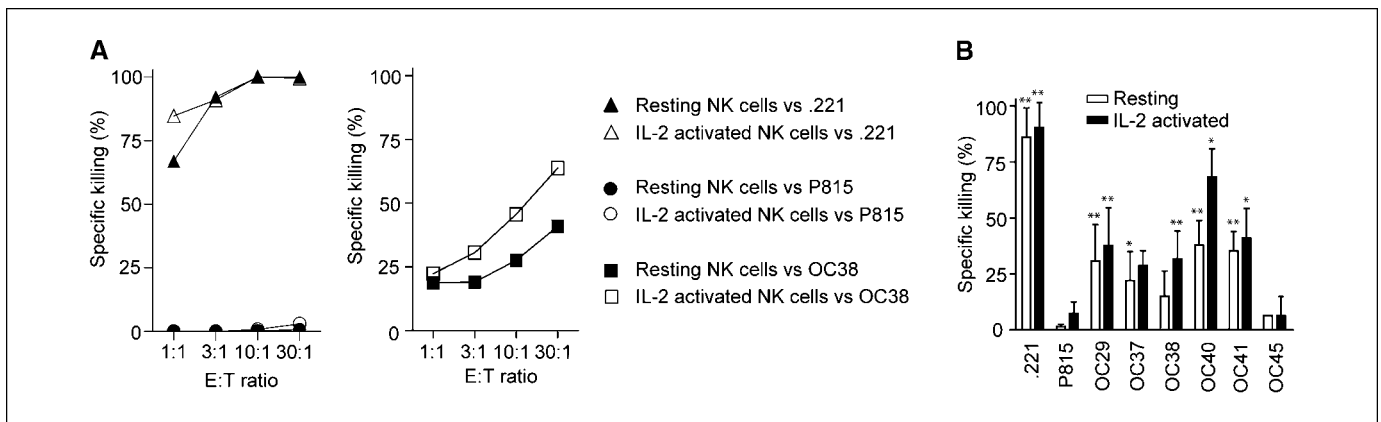 A
Specific killing (%)
100
75
50
25
0
1:1 3:1 10:1 30:1
E:T ratio
Specific killing (%)
100
75
50
25
0
1:1 3:1 10:1 30:1
E:T ratio
Resting NK cells vs .221
IL-2 activated NK cells vs .221
Resting NK cells vs P815
IL-2 activated NK cells vs P815
Resting NK cells vs OC38
IL-2 activated NK cells vs OC38
B
Specific killing (%)
100
75
50
25
0
Resting
IL-2 activated
** **
** **
*
**
** *
** *
.221
P815
OC29
OC37
OC38
OC40
OC41
OC45